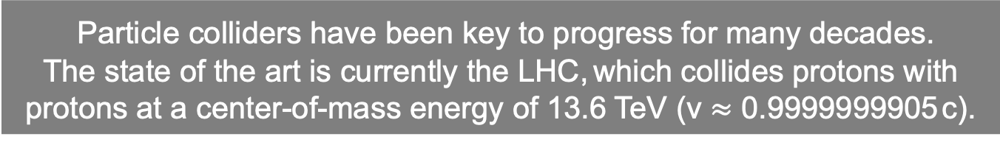 Particle colliders have been key to progress for many decades.
The state of the art is currently the LHC, which collides protons with
protons at a center-of-mass energy of 13.6 TeV (v ≈ 0.9999999905 c).